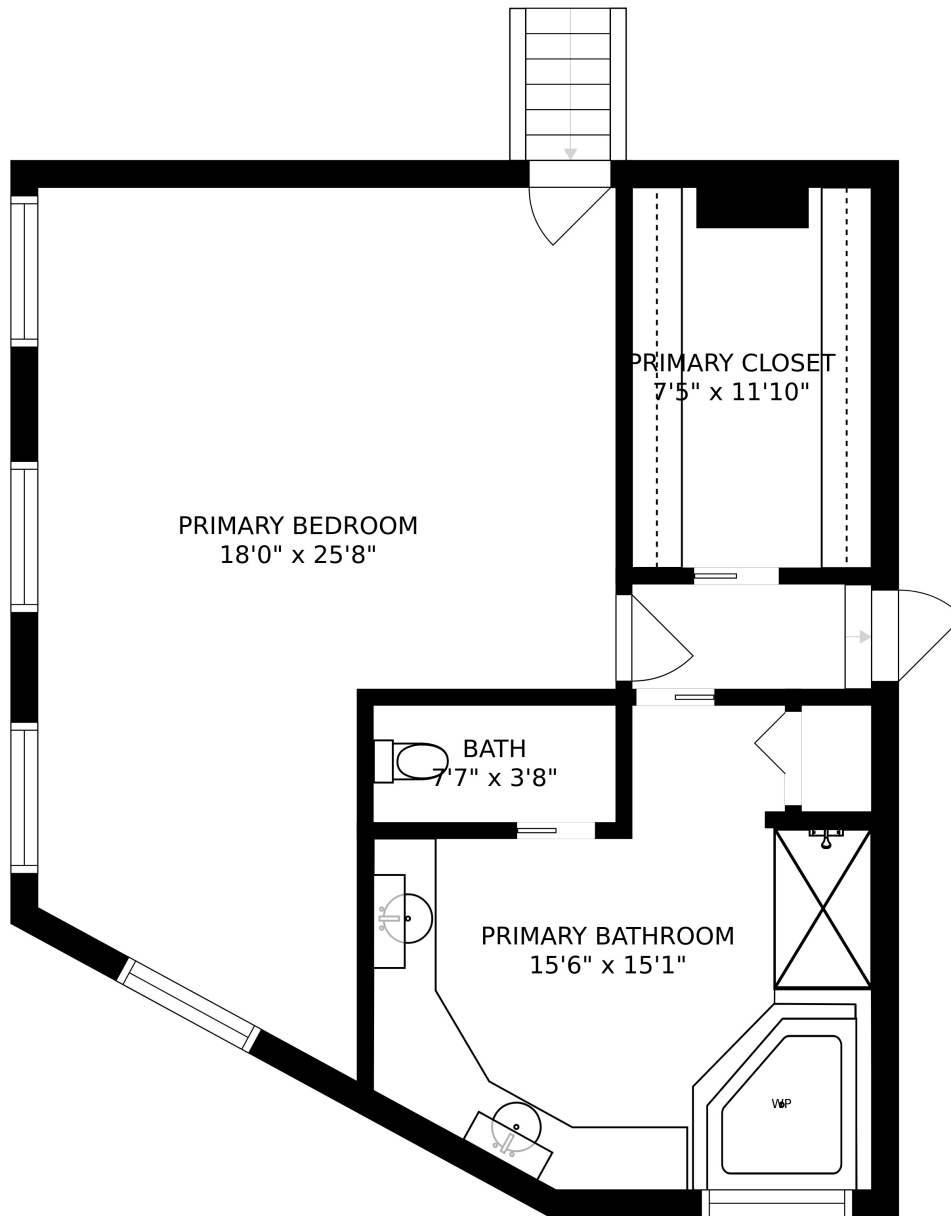 PRIMARY CLOSET
7'5" x 11'10"
PRIMARY BEDROOM
18'0" x 25'8"
BATH
7'7" x 3'8"
PRIMARY BATHROOM
15'6" x 15'1"
WP